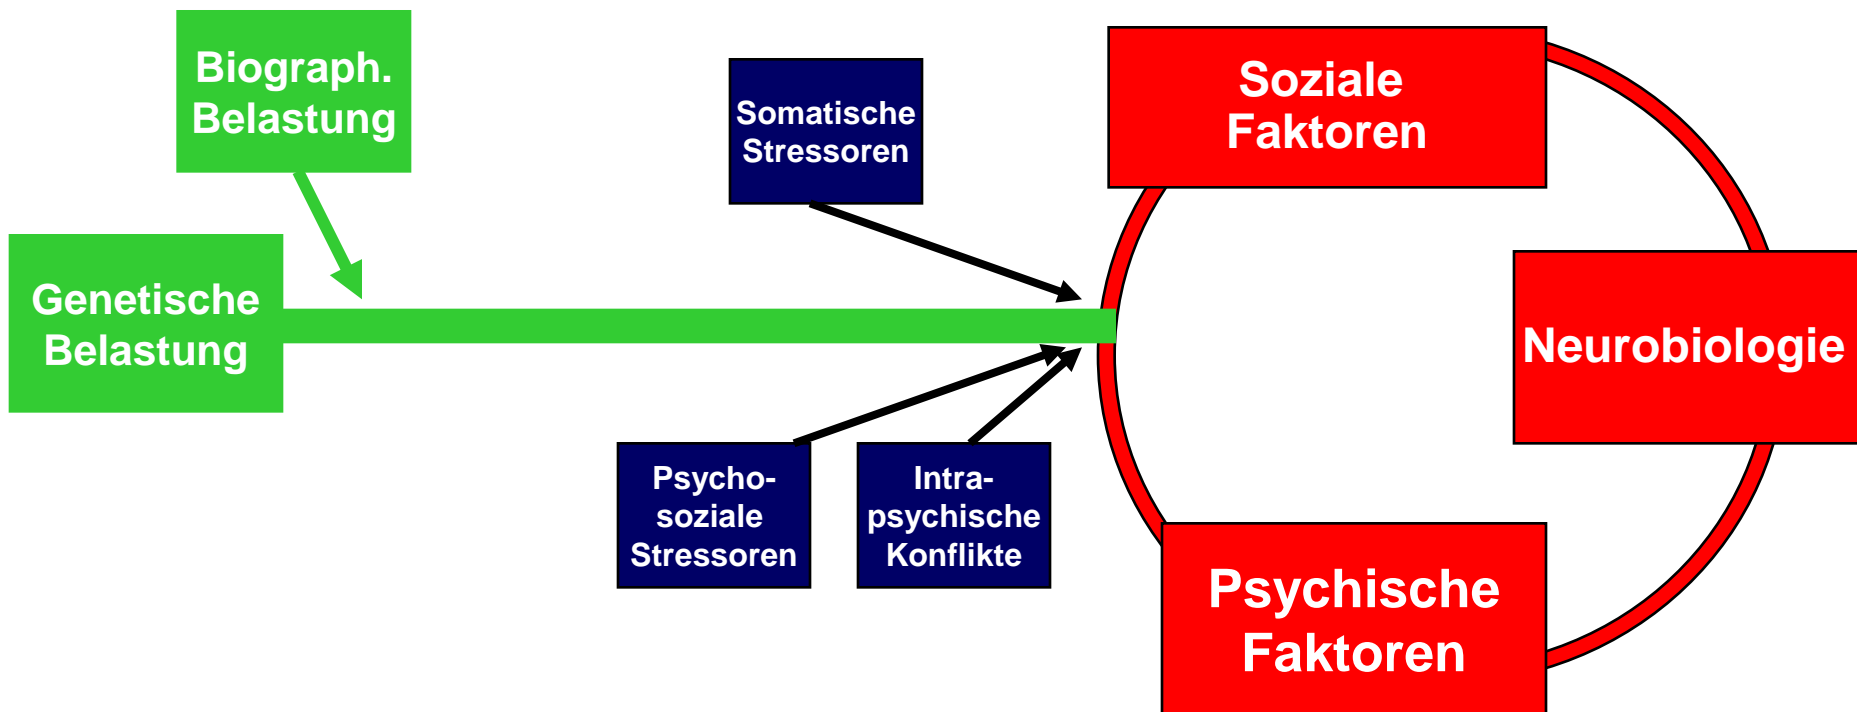 Biograph.
Belastung
Genetische
Belastung
Somatische
Stressoren
Psycho-
soziale
Stressoren
Intra-
psychische
Konflikte
Soziale
Faktoren
Neurobiologie
Psychische
Faktoren